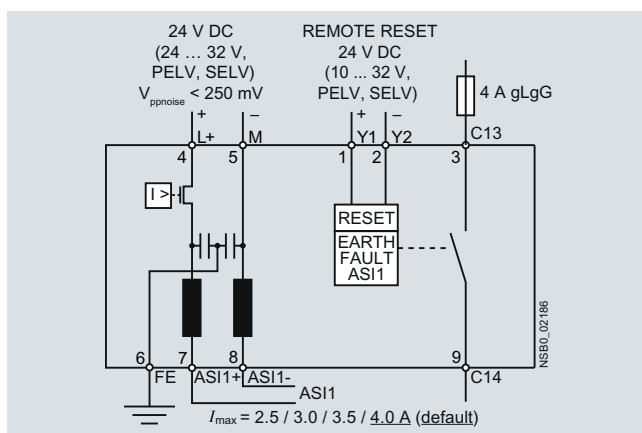 24 V DC
(24 ... 32 V,
PELV, SELV)
Vppnoise < 250 mV
REMOTE RESET
24 V DC
(10 ... 32 V,
PELV, SELV)
4 A gLgG
+ – + –
L+ M Y1 Y2 C13
4 5 1 2 3
I >
RESET
EARTH
FAULT
ASI1
NSB0_02186
6 7 8 9
FE ASI1+ ASI1- C14
ASI1
Imax = 2.5 / 3.0 / 3.5 / 4.0 A (default)